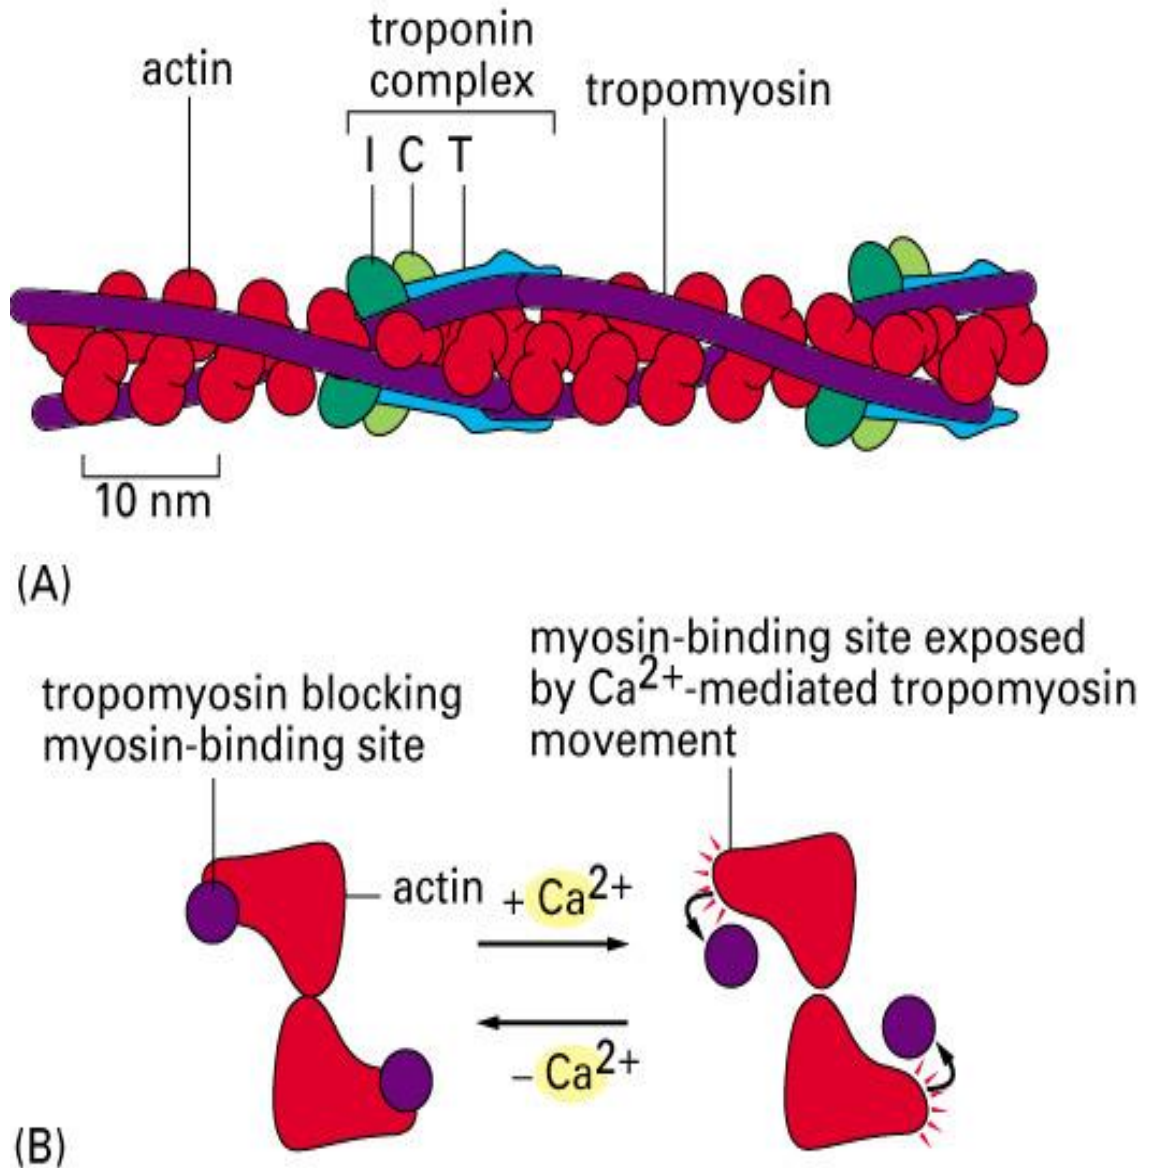 actin
troponin
complex
tropomyosin
I C T
10 nm
(A)
tropomyosin blocking
myosin-binding site
myosin-binding site exposed
by Ca2+-mediated tropomyosin
movement
actin
+ Ca2+
– Ca2+
(B)